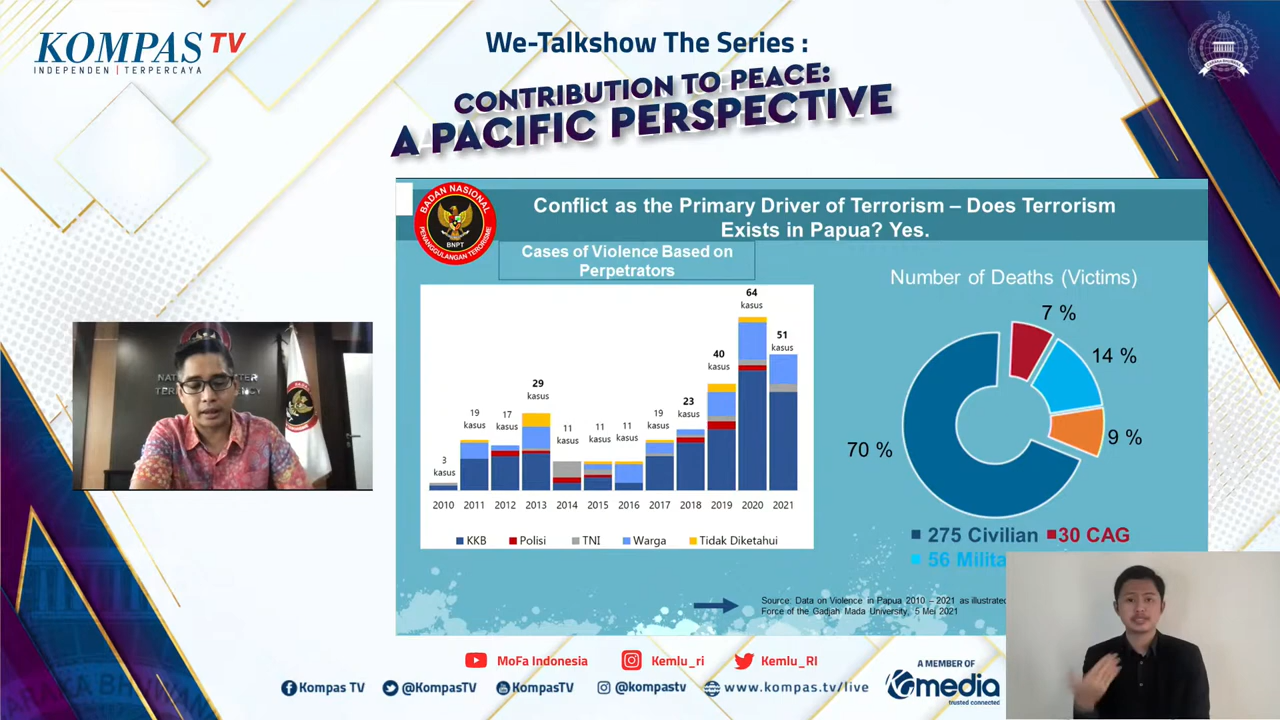 KOMPAS TV
INDEPENDEN | TERPERCAYA
We-Talkshow The Series :
CONTRIBUTION TO PEACE:
A PACIFIC PERSPECTIVE
BADAN NASIONAL
BNPT
PENANGGULANGAN TERORISME
Conflict as the Primary Driver of Terrorism – Does Terrorism
Exists in Papua? Yes.
Cases of Violence Based on
Perpetrators
3
kasus
19
kasus
17
kasus
29
kasus
11
kasus
11
kasus
11
kasus
19
kasus
23
kasus
40
kasus
64
kasus
51
kasus
2010 2011 2012 2013 2014 2015 2016 2017 2018 2019 2020 2021
KKB Polisi TNI Warga Tidak Diketahui
Number of Deaths (Victims)
7 %
14 %
9 %
70 %
275 Civilian 30 CAG
56 Milita
Source: Data on Violence in Papua 2010 – 2021 as illustrated
Force of the Gadjah Mada University, 5 Mei 2021
MoFa Indonesia Kemlu_ri Kemlu_RI
Kompas TV @KompasTV KompasTV @kompastv www.kompas.tv/live
A MEMBER OF
media
trusted connected